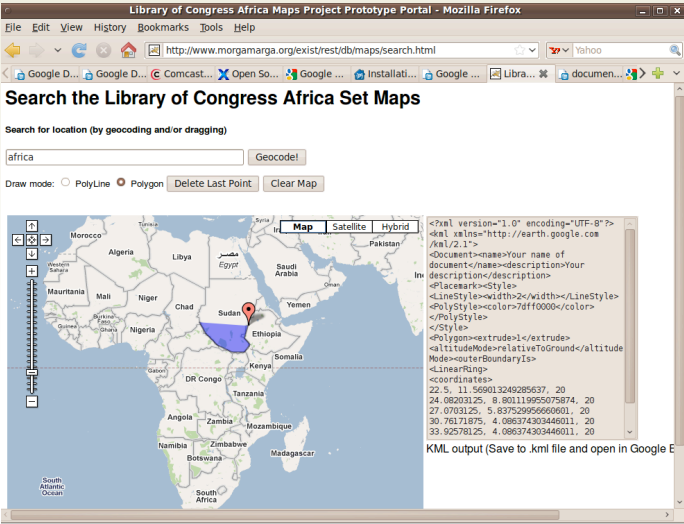 Library of Congress Africa Maps Project Prototype Portal - Mozilla Firefox
File Edit View History Bookmarks Tools Help
http://www.morgamarga.org/exist/rest/db/maps/search.html
Yahoo
Google D... Google D... Comcast... Open So... Google ... Installati... Google ... Libra... documen...
Search the Library of Congress Africa Set Maps
Search for location (by geocoding and/or dragging)
africa Geocode!
Draw mode: PolyLine Polygon Delete Last Point Clear Map
Map Satellite Hybrid
Tunisia Syria
Morocco Pakistan
Algeria Libya مصر
Egypt
Western
Sahara
Saudi
Arabia
Oman
Mauritania Mali Niger Chad Sudan Yemen
Burkina
Faso
Guinea Ghana Nigeria Ethiopia
Somalia
Kenya
Gabon
DR Congo
Tanzania
Angola Zambia Mozambique
Namibia Zimbabwe
Botswana Madagascar
South
Atlantic
Ocean
South
Africa
<?xml version="1.0" encoding="UTF-8"?>
<kml xmlns="http://earth.google.com
/kml/2.1">
<Document><name>Your name of
document</name><description>Your
description</description>
<Placemark><Style>
<LineStyle><width>2</width></LineStyle>
<PolyStyle><color>7dff0000</color>
</PolyStyle>
</Style>
<Polygon><extrude>1</extrude>
<altitudeMode>relativeToGround</altitude
Mode><outerBoundaryIs>
<LinearRing>
<coordinates>
22.5, 11.569013249285637, 20
24.08203125, 8.801119955075874, 20
27.0703125, 5.837529956660601, 20
30.76171875, 4.086374303446011, 20
33.92578125, 4.086374303446011, 20
KML output (Save to .kml file and open in Google E